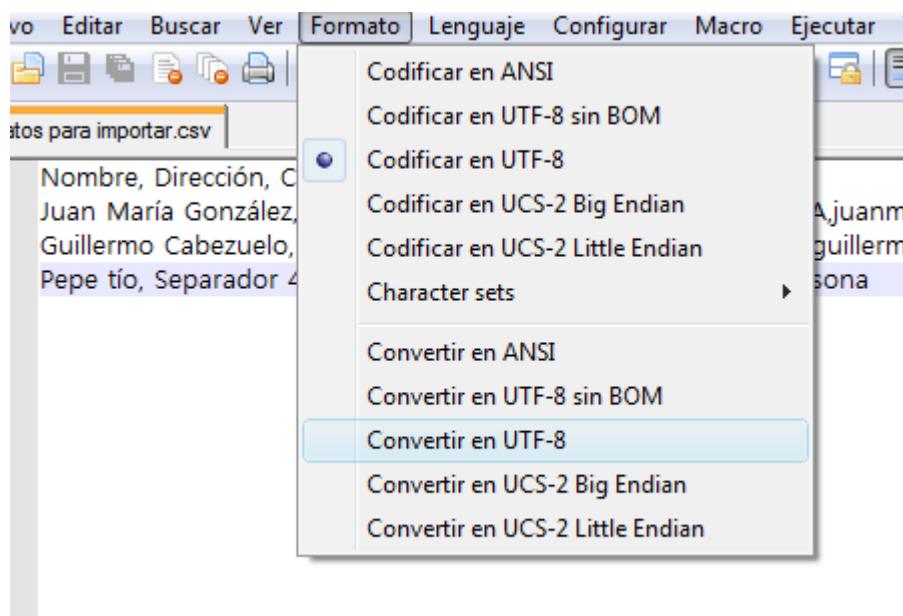 vo Editar Buscar Ver Formato Lenguaje Configurar Macro Ejecutar
atos para importar.csv
Codificar en ANSI
Codificar en UTF-8 sin BOM
Codificar en UTF-8
Codificar en UCS-2 Big Endian
Codificar en UCS-2 Little Endian
Character sets
Convertir en ANSI
Convertir en UTF-8 sin BOM
Convertir en UTF-8
Convertir en UCS-2 Big Endian
Convertir en UCS-2 Little Endian
Nombre, Dirección, C
Juan María González, A,juanm
Guillermo Cabezuelo, guillerm
Pepe tío, Separador 4 sona